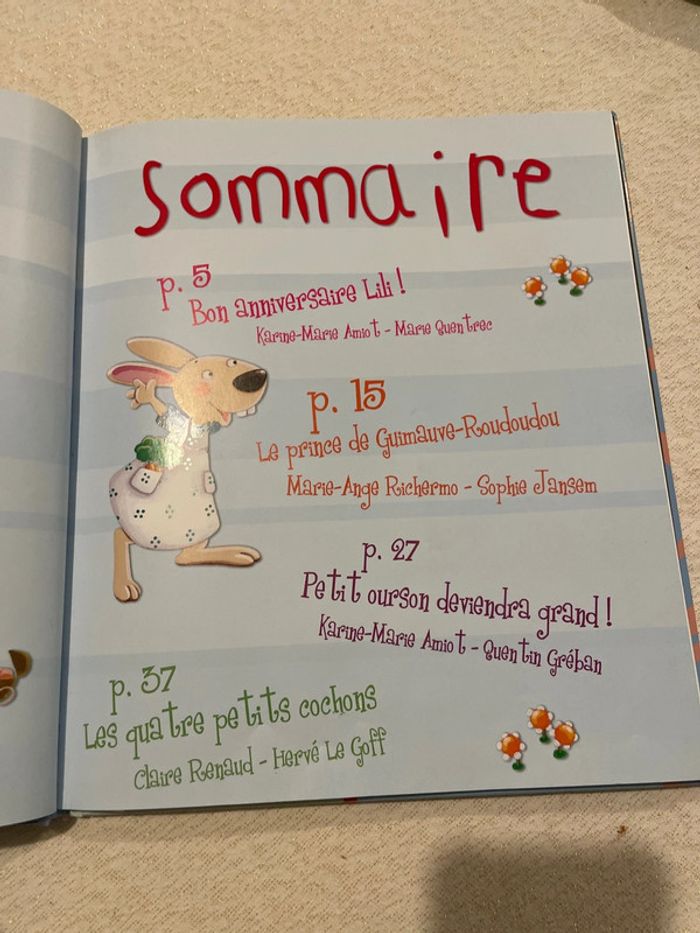 sommaire
p. 5
Bon anniversaire Lili !
Karine-Marie Amiot - Marie Quentrec
p. 15
Le prince de Guimauve-Roudoudou
Marie-Ange Richermo - Sophie Jansem
p. 27
Petit ourson deviendra grand !
Karine-Marie Amiot - Quentin Gréban
p. 37
Les quatre petits cochons
Claire Renaud - Hervé Le Goff